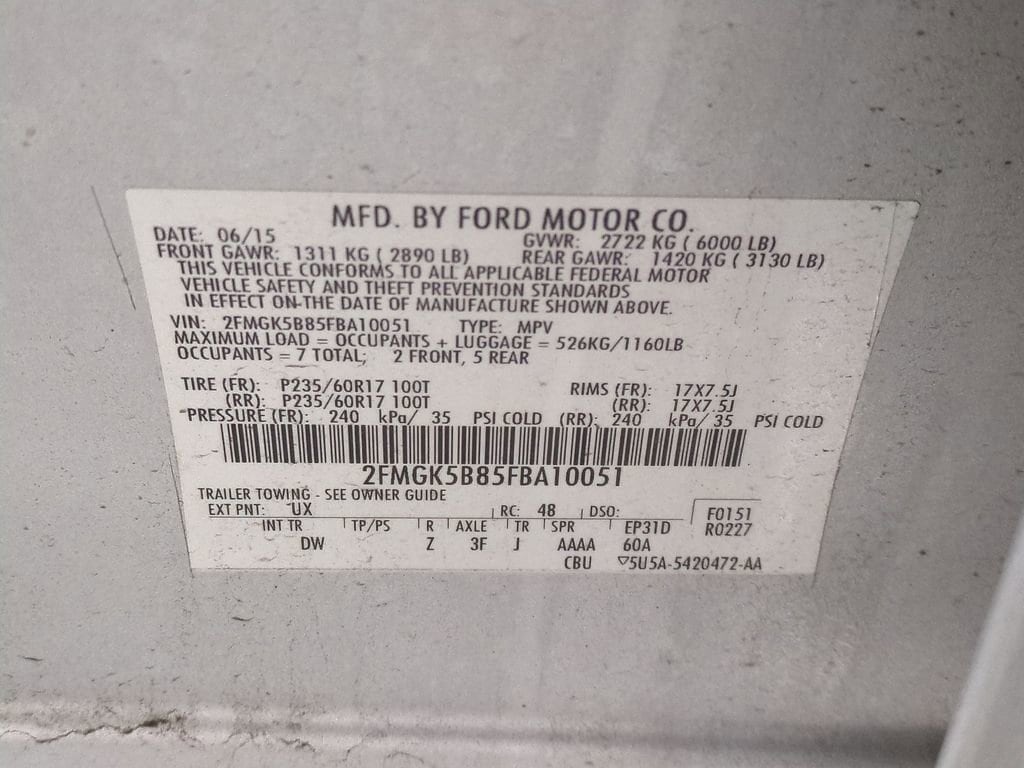 MFD. BY FORD MOTOR CO.
DATE: 06/15 GVWR: 2722 KG ( 6000 LB)
FRONT GAWR: 1311 KG ( 2890 LB) REAR GAWR: 1420 KG ( 3130 LB)
THIS VEHICLE CONFORMS TO ALL APPLICABLE FEDERAL MOTOR
VEHICLE SAFETY AND THEFT PREVENTION STANDARDS
IN EFFECT ON THE DATE OF MANUFACTURE SHOWN ABOVE.
VIN: 2FMGK5B85FBA10051 TYPE: MPV
MAXIMUM LOAD = OCCUPANTS + LUGGAGE = 526KG/1160LB
OCCUPANTS = 7 TOTAL; 2 FRONT, 5 REAR
TIRE (FR): P235/60R17 100T RIMS (FR): 17X7.5J
(RR): P235/60R17 100T (RR): 17X7.5J
PRESSURE (FR): 240 kPa/ 35 PSI COLD (RR): 240 kPa/ 35 PSI COLD
2FMGK5B85FBA10051
TRAILER TOWING - SEE OWNER GUIDE
EXT PNT: UX RC: 48 DSO: F0151
INT TR TP/PS R AXLE TR SPR EP31D R0227
DW Z 3F J AAAA 60A
CBU ▽5U5A-5420472-AA